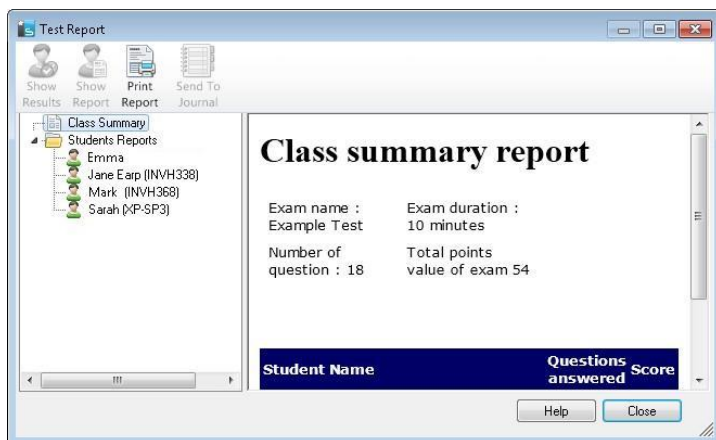 Test Report
Show Results
Show Report
Print Report
Send To Journal
Class Summary
Students Reports
Emma
Jane Earp (INVH338)
Mark (INVH368)
Sarah (XP-SP3)
Class summary report
Exam name :
Example Test
Exam duration :
10 minutes
Number of
question : 18
Total points
value of exam 54
Student Name
Questions
answered
Score
Help
Close